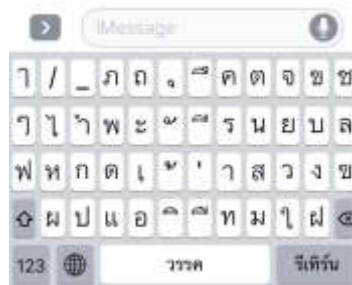 iMessage
ๅ / _ ภ ถ ุ ึ ค ต จ ข ช
ๆ ไ ำ พ ะ ั ี ร น ย บ ล
ฟ ห ก ด เ ้ ่ า ส ว ง ฃ
ผ ป แ อ ิ ื ท ม ใ ฝ
123 วรรค รีเทิร์น